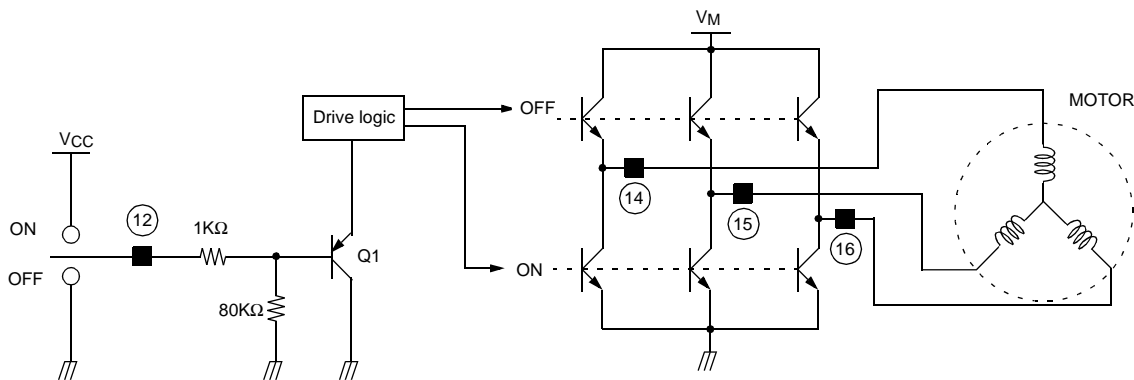 VM
Drive logic
OFF
MOTOR
VCC
ON
12
1KΩ
14
15
16
OFF
Q1
ON
80KΩ